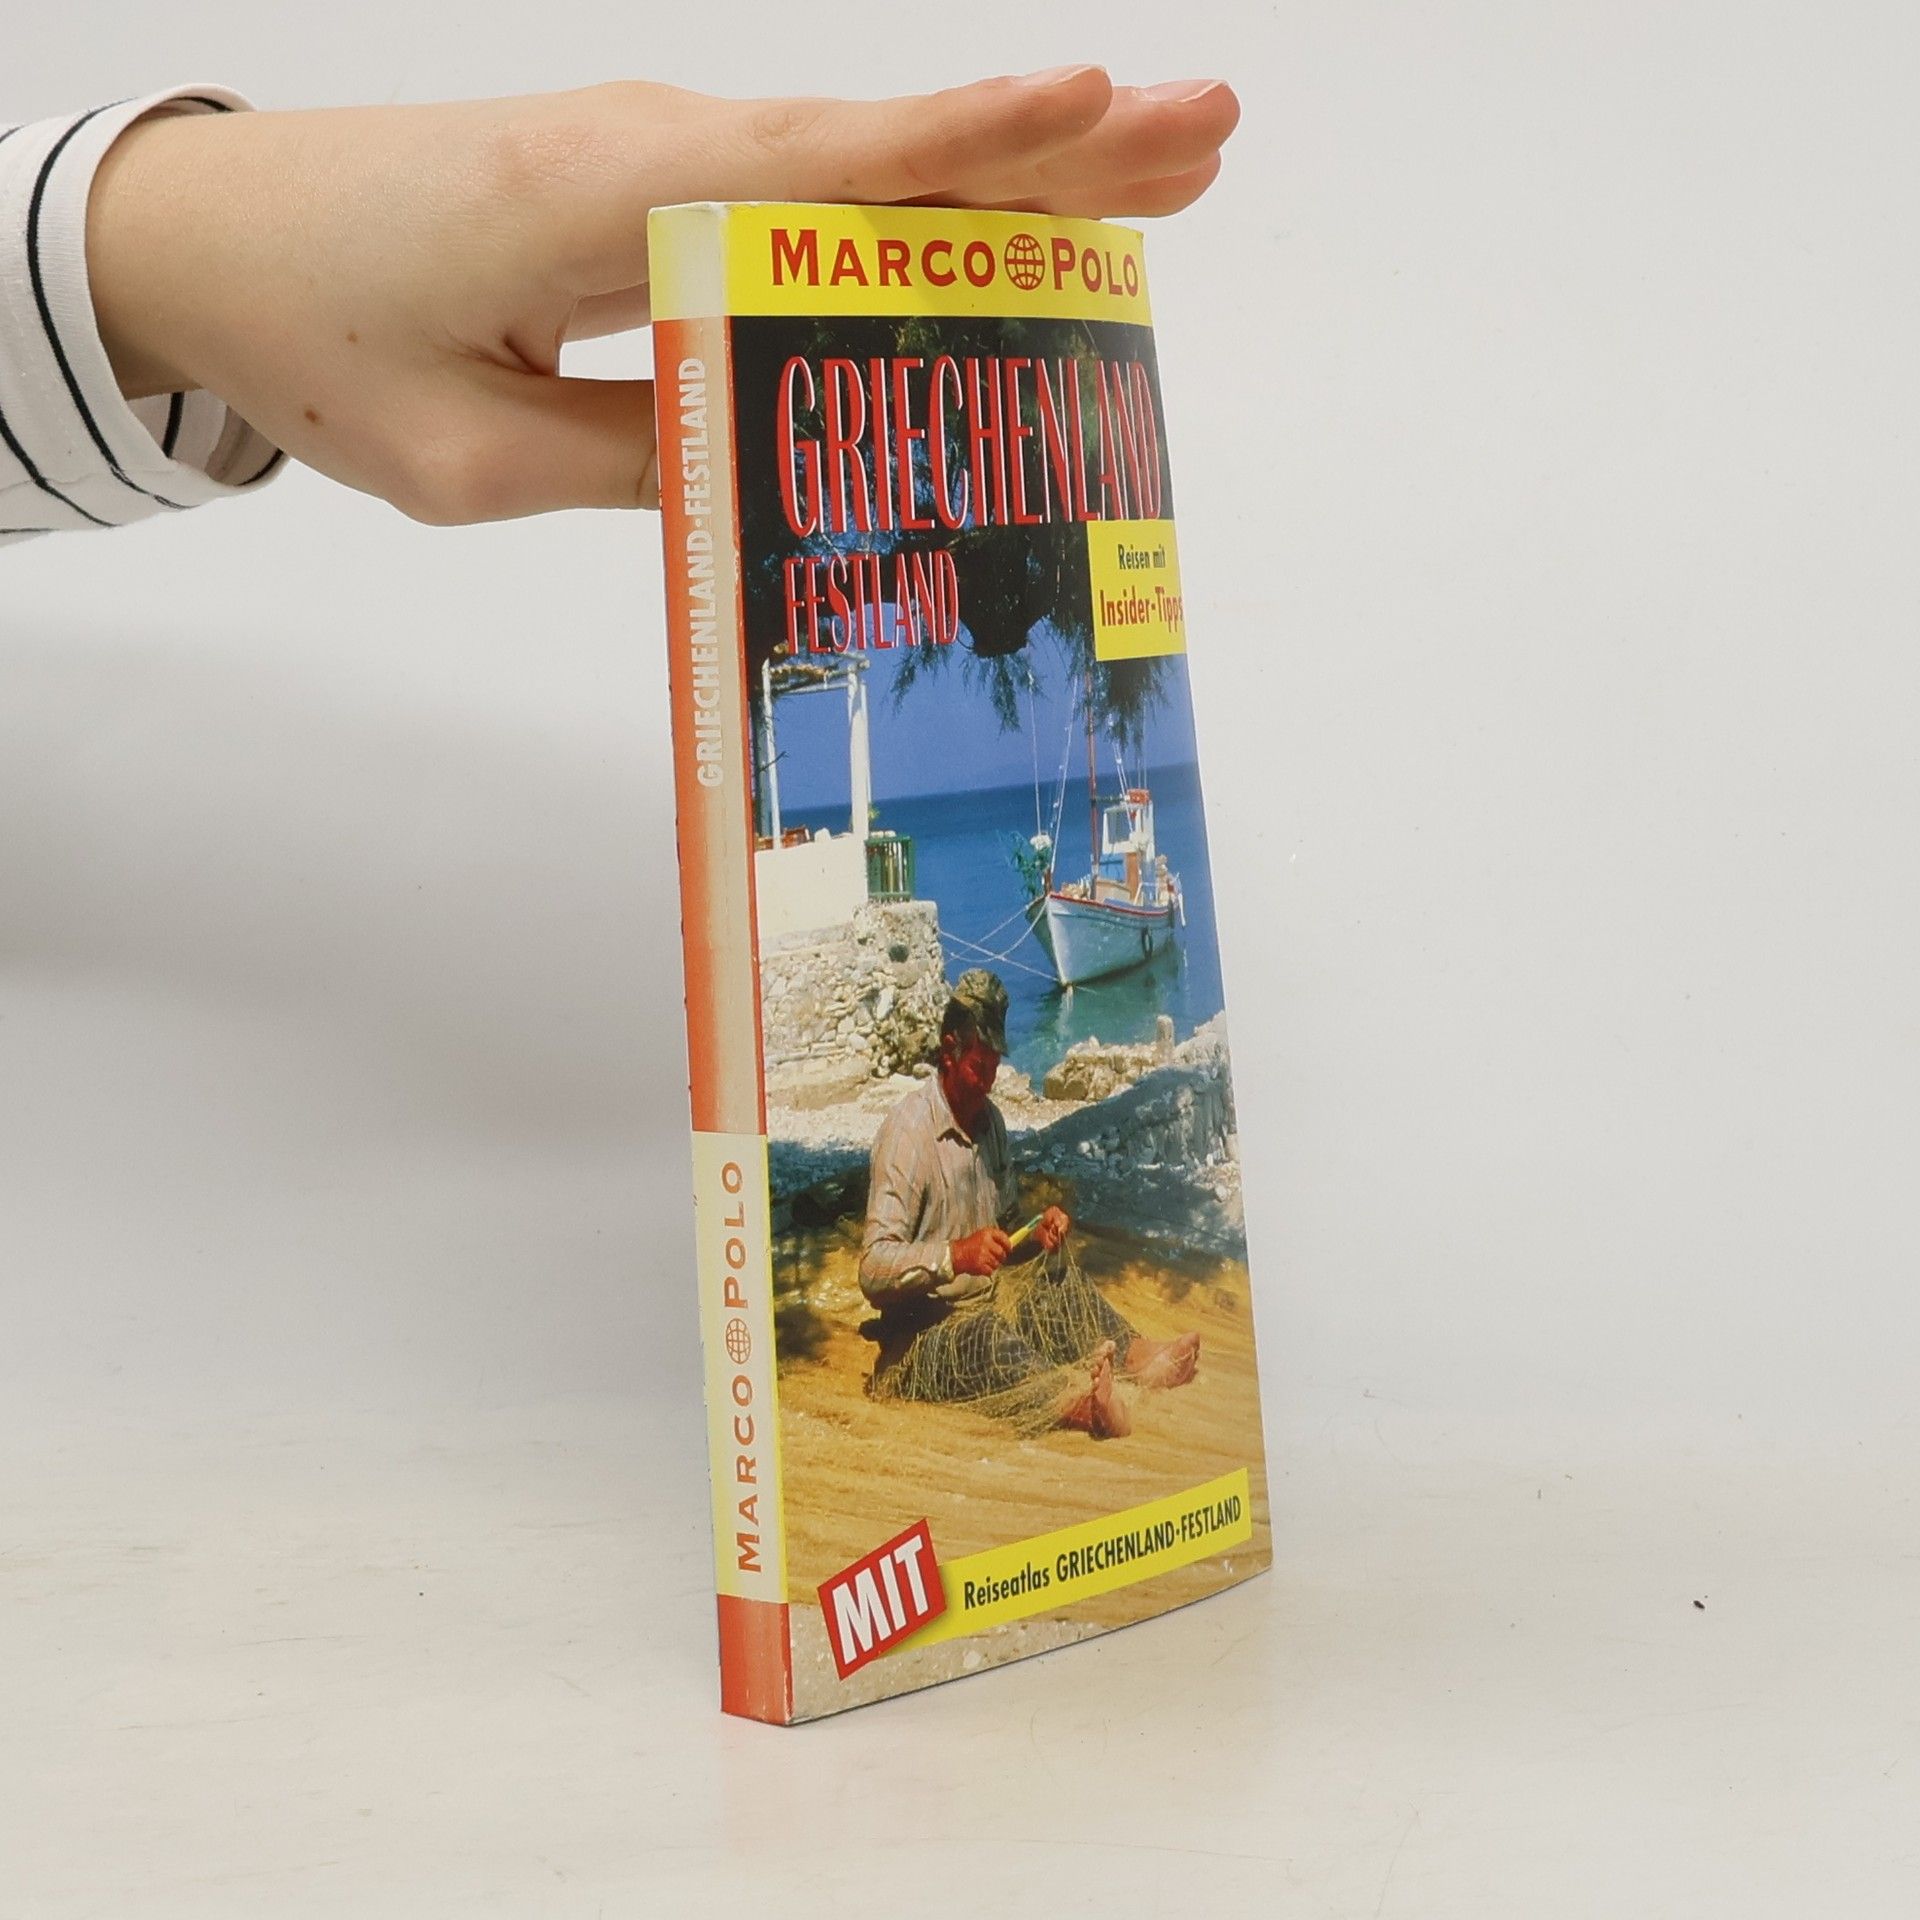 MARCO POLO
GRIECHENLAND
FESTLAND
Reisen mit
Insider-Tipps
MIT
Reiseatlas GRIECHENLAND·FESTLAND
GRIECHENLAND·FESTLAND
MARCO POLO